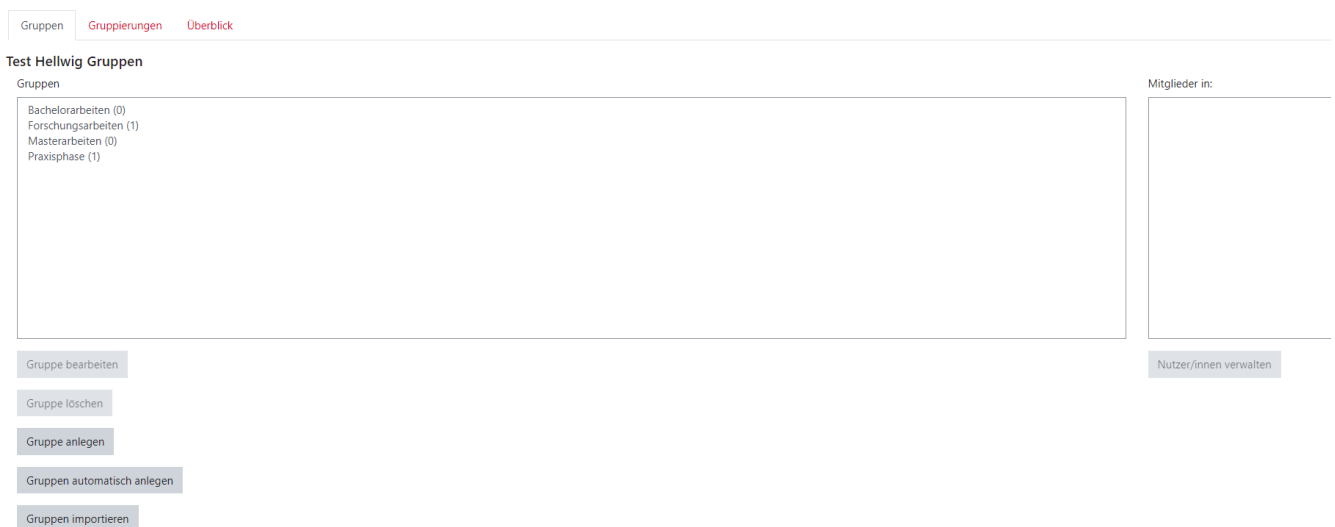 Gruppen Gruppierungen Überblick
Test Hellwig Gruppen
Gruppen
Bachelorarbeiten (0)
Forschungsarbeiten (1)
Masterarbeiten (0)
Praxisphase (1)
Gruppe bearbeiten
Gruppe löschen
Gruppe anlegen
Gruppen automatisch anlegen
Gruppen importieren
Mitglieder in:
Nutzer/innen verwalten